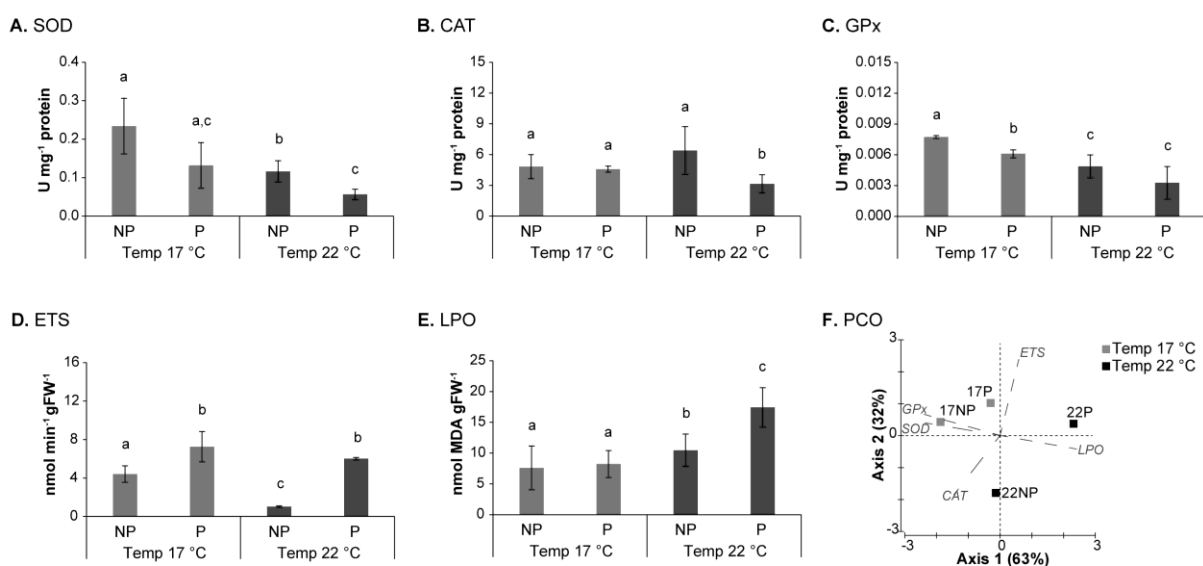 A. SOD
U mg⁻¹ protein
0.4
0.3
0.2
0.1
0.0
a
a,c
b
c
NP P NP P
Temp 17 °C Temp 22 °C
B. CAT
U mg⁻¹ protein
15
12
9
6
3
0
a
a
a
b
NP P NP P
Temp 17 °C Temp 22 °C
C. GPx
U mg⁻¹ protein
0.015
0.012
0.009
0.006
0.003
0.000
a
b
c
c
NP P NP P
Temp 17 °C Temp 22 °C
D. ETS
nmol min⁻¹ gFW⁻¹
16
12
8
4
0
a
b
c
b
NP P NP P
Temp 17 °C Temp 22 °C
E. LPO
nmol MDA gFW⁻¹
25
20
15
10
5
0
a
a
b
c
NP P NP P
Temp 17 °C Temp 22 °C
F. PCO
Temp 17 °C
Temp 22 °C
Axis 2 (32%)
3
0
-3
ETS
17P
GPx 17NP
22P
SOD
LPO
CAT
22NP
-3 0 3
Axis 1 (63%)